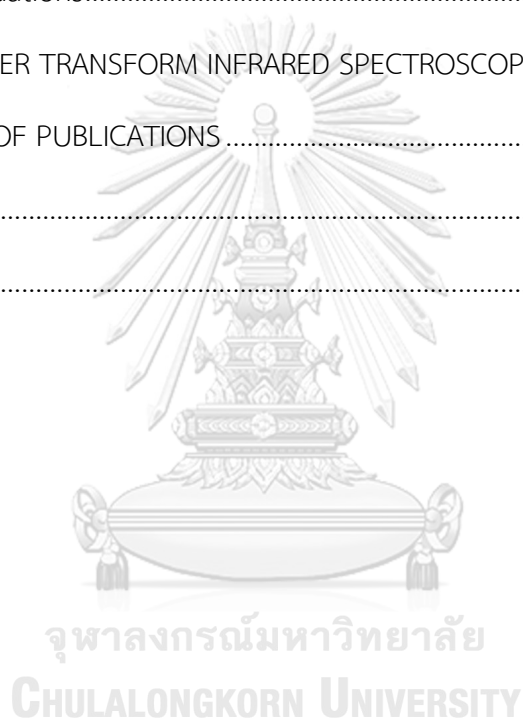 ER TRANSFORM INFRARED SPECTROSCOP
OF PUBLICATIONS
จุฬาลงกรณ์มหาวิทยาลัย
CHULALONGKORN UNIVERSITY